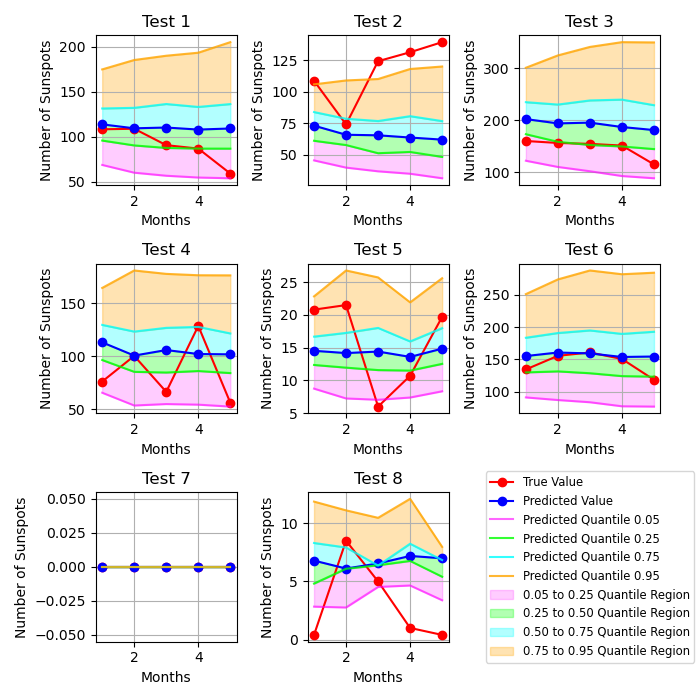 Test 1
Number of Sunspots
200
150
100
50
2 4
Months
Test 2
Number of Sunspots
125
100
75
50
2 4
Months
Test 3
Number of Sunspots
300
200
100
2 4
Months
Test 4
Number of Sunspots
150
100
50
2 4
Months
Test 5
Number of Sunspots
25
20
15
10
5
2 4
Months
Test 6
Number of Sunspots
250
200
150
100
2 4
Months
Test 7
Number of Sunspots
0.050
0.025
0.000
−0.025
−0.050
2 4
Months
Test 8
Number of Sunspots
10
5
0
2 4
Months
True Value
Predicted Value
Predicted Quantile 0.05
Predicted Quantile 0.25
Predicted Quantile 0.75
Predicted Quantile 0.95
0.05 to 0.25 Quantile Region
0.25 to 0.50 Quantile Region
0.50 to 0.75 Quantile Region
0.75 to 0.95 Quantile Region